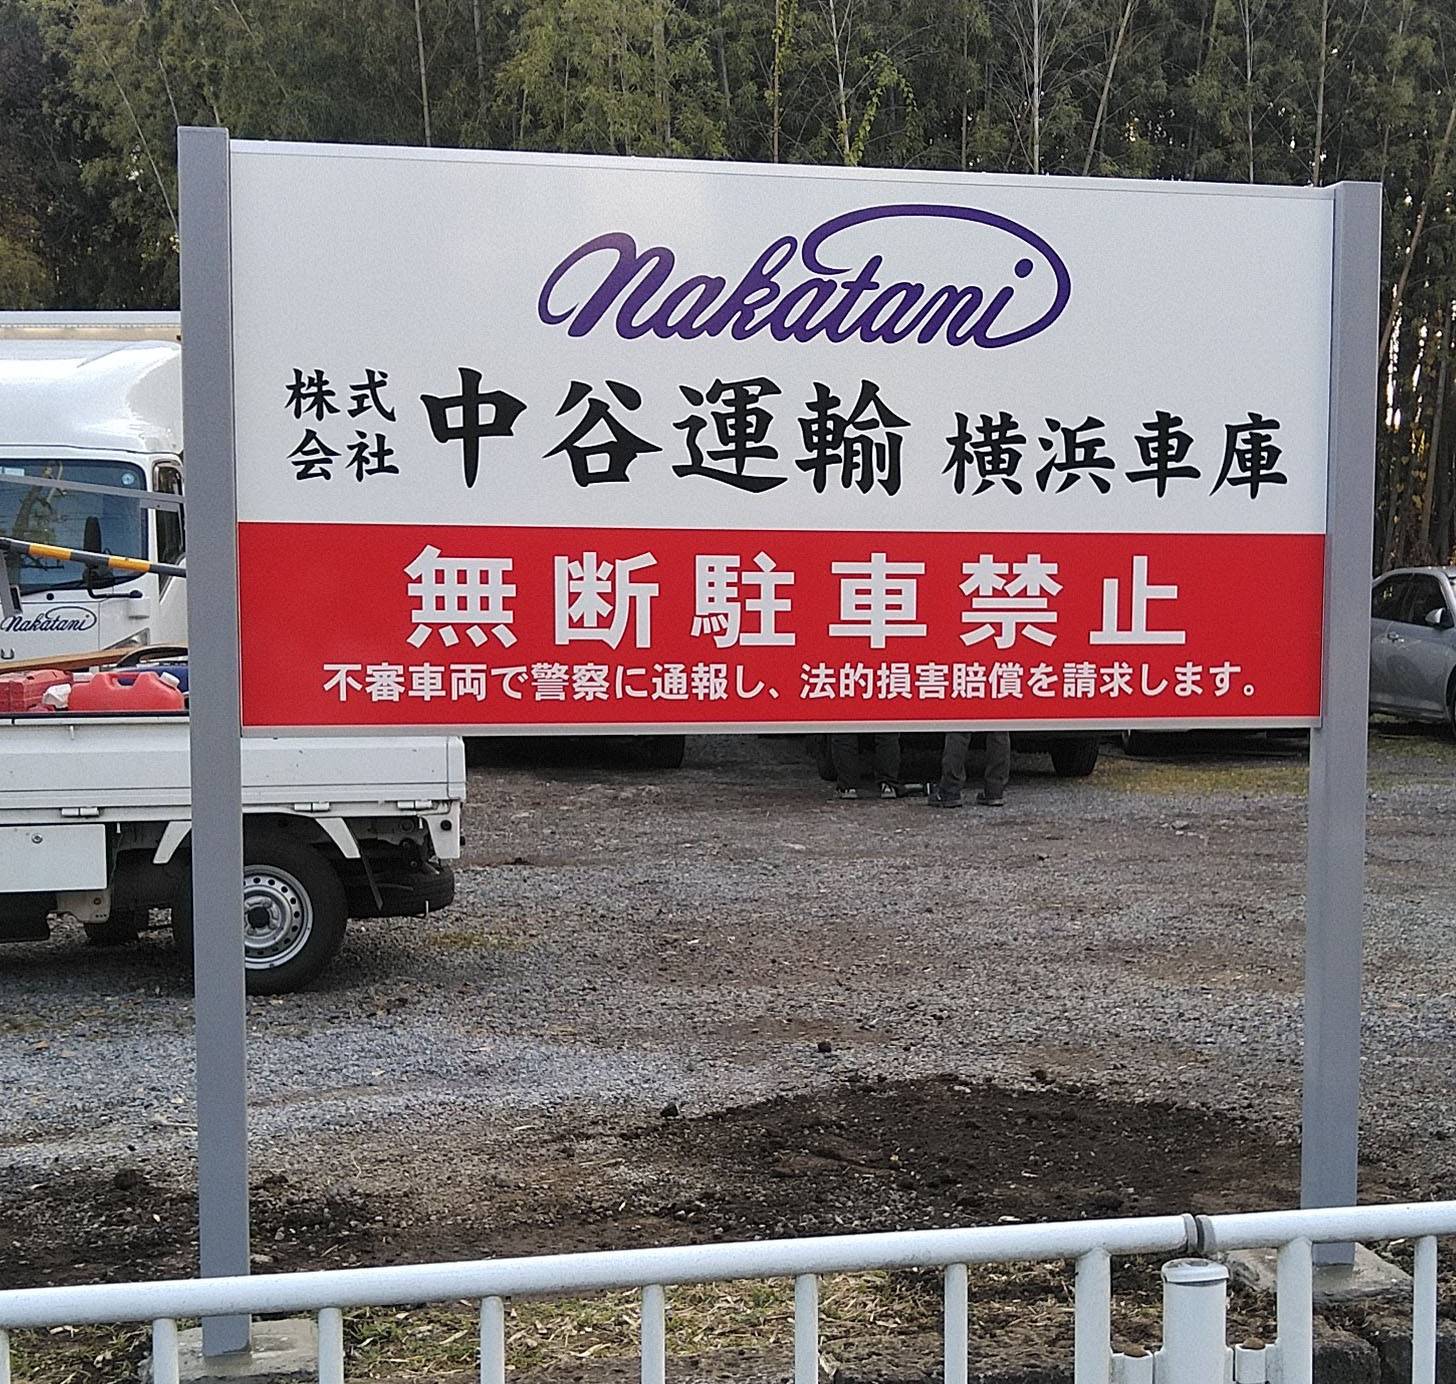 nakatani
株式会社 中谷運輸 横浜車庫
無断駐車禁止
不審車両で警察に通報し、法的損害賠償を請求します。
nakatani